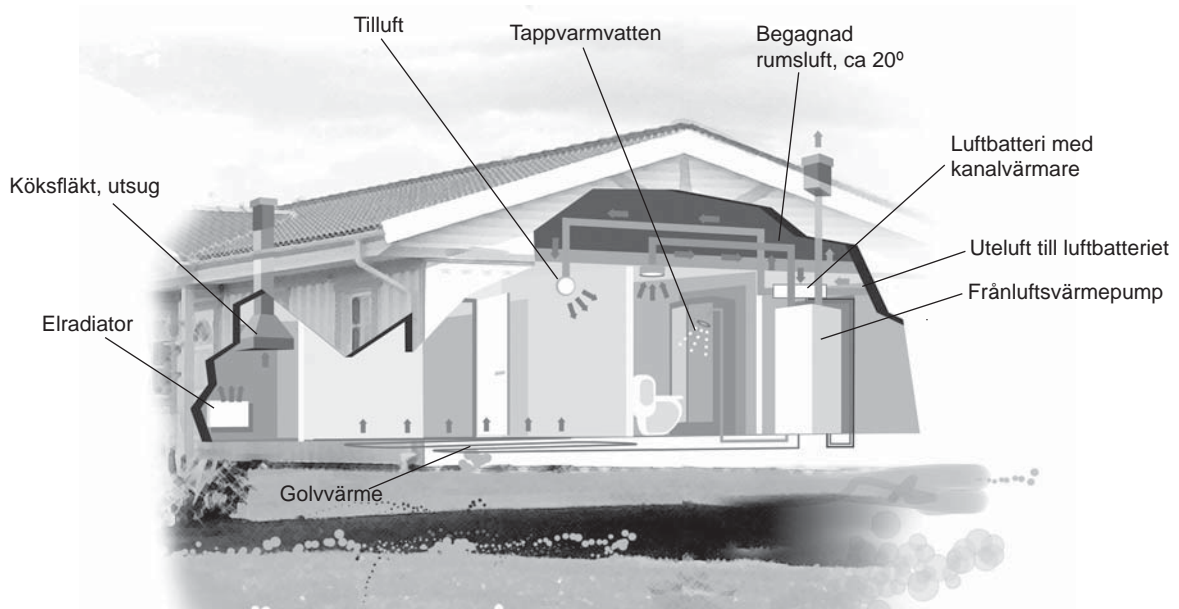 Tilluft
Tappvarmvatten
Begagnad
rumsluft, ca 20º
Luftbatteri med
kanalvärmare
Köksfläkt, utsug
Uteluft till luftbatteriet
Frånluftsvärmepump
Elradiator
Golvvärme